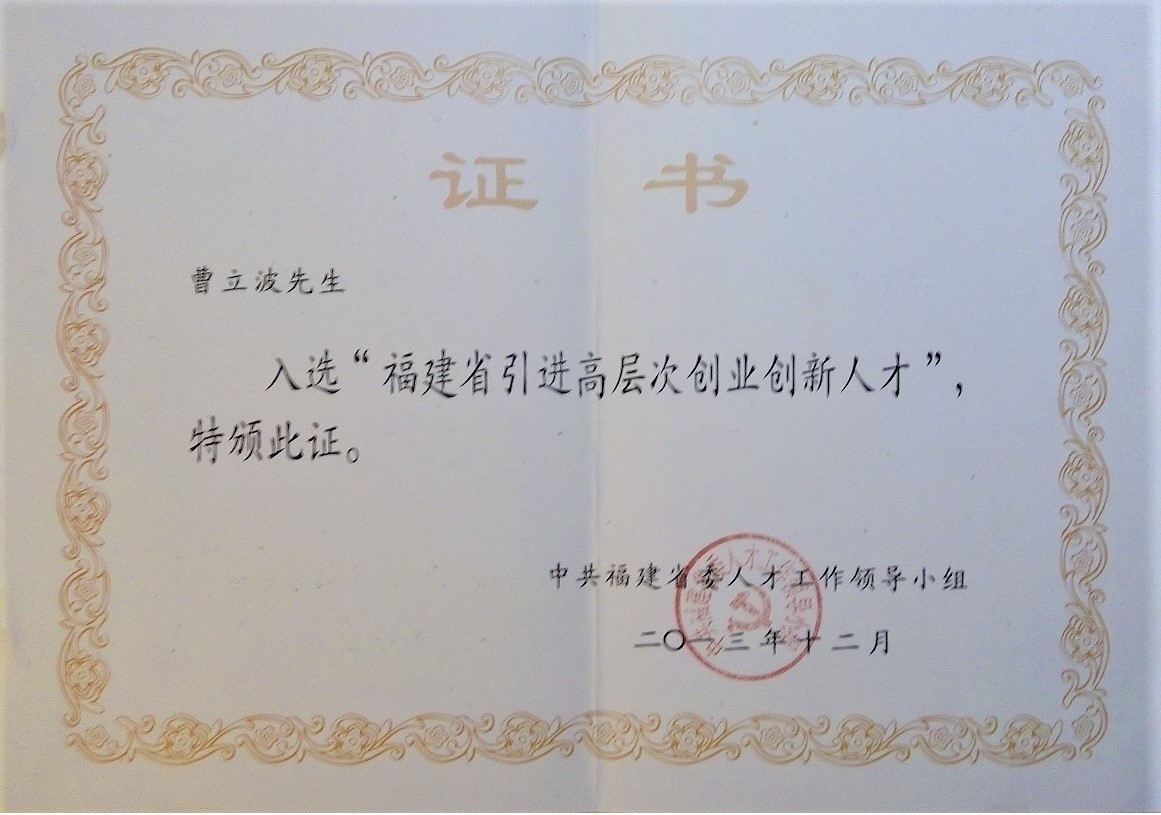 证 书
曹立波先生
入选“福建省引进高层次创业创新人才”，
特颁此证。
中共福建省委人才工作领导小组
二〇一三年十二月